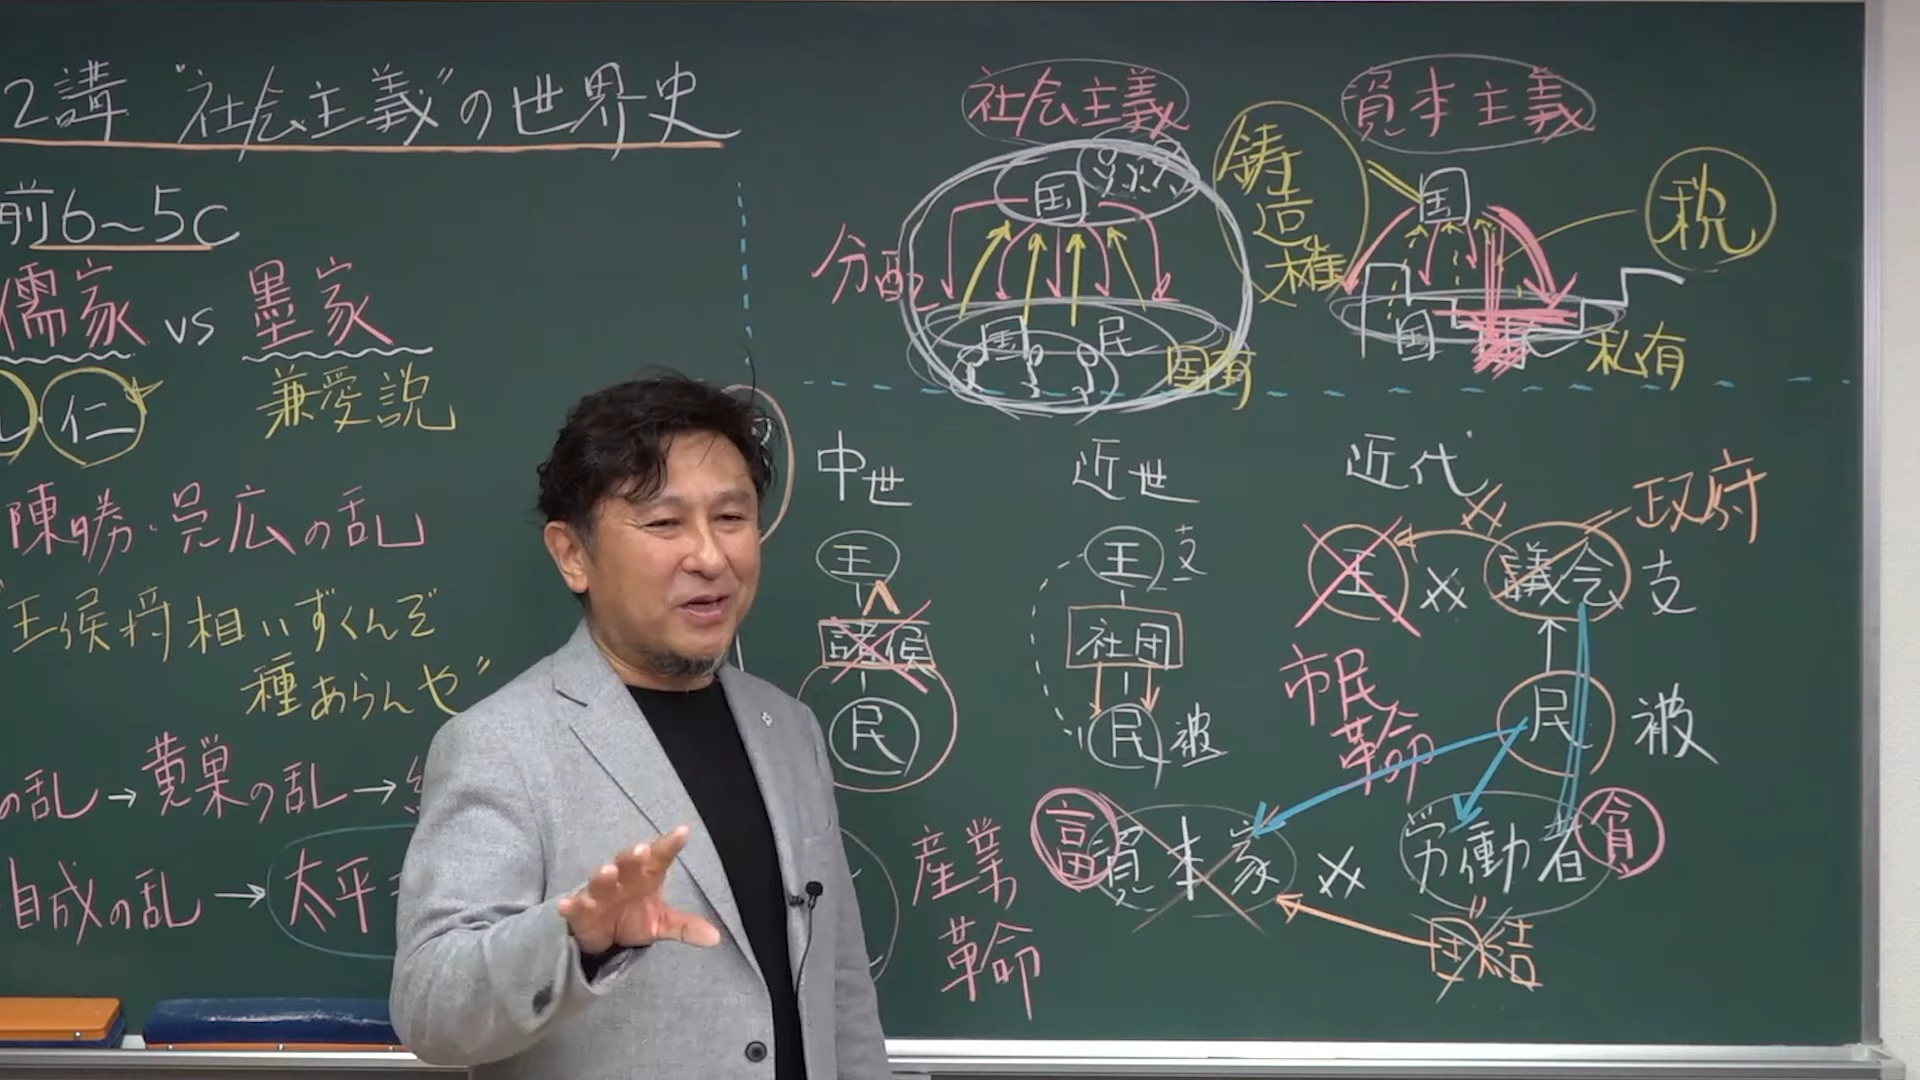 2講 "社会主義"の世界史
前6〜5C
儒家 vs 墨家
仁
兼愛説
陳勝・呉広の乱
"王侯将相いずくんぞ
種あらんや"
の乱→黄巣の乱→
自成の乱→太平
社会主義
国
分配
国民
国有
鋳造権
資本主義
国
税
国
私有
中世
王
諸侯
民
近世
王 支
社団
民 被
近代
王 議会 支
政府
市民
革命
民 被
産業
革命
富 資本家
労働者 貧
団結